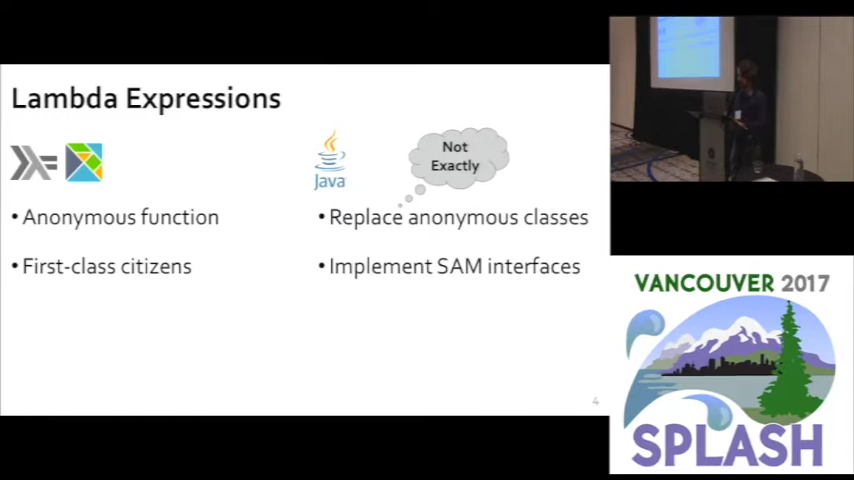 Lambda Expressions
Java
Not
Exactly
• Anonymous function
• First-class citizens
• Replace anonymous classes
• Implement SAM interfaces
4
VANCOUVER 2017
SPLASH